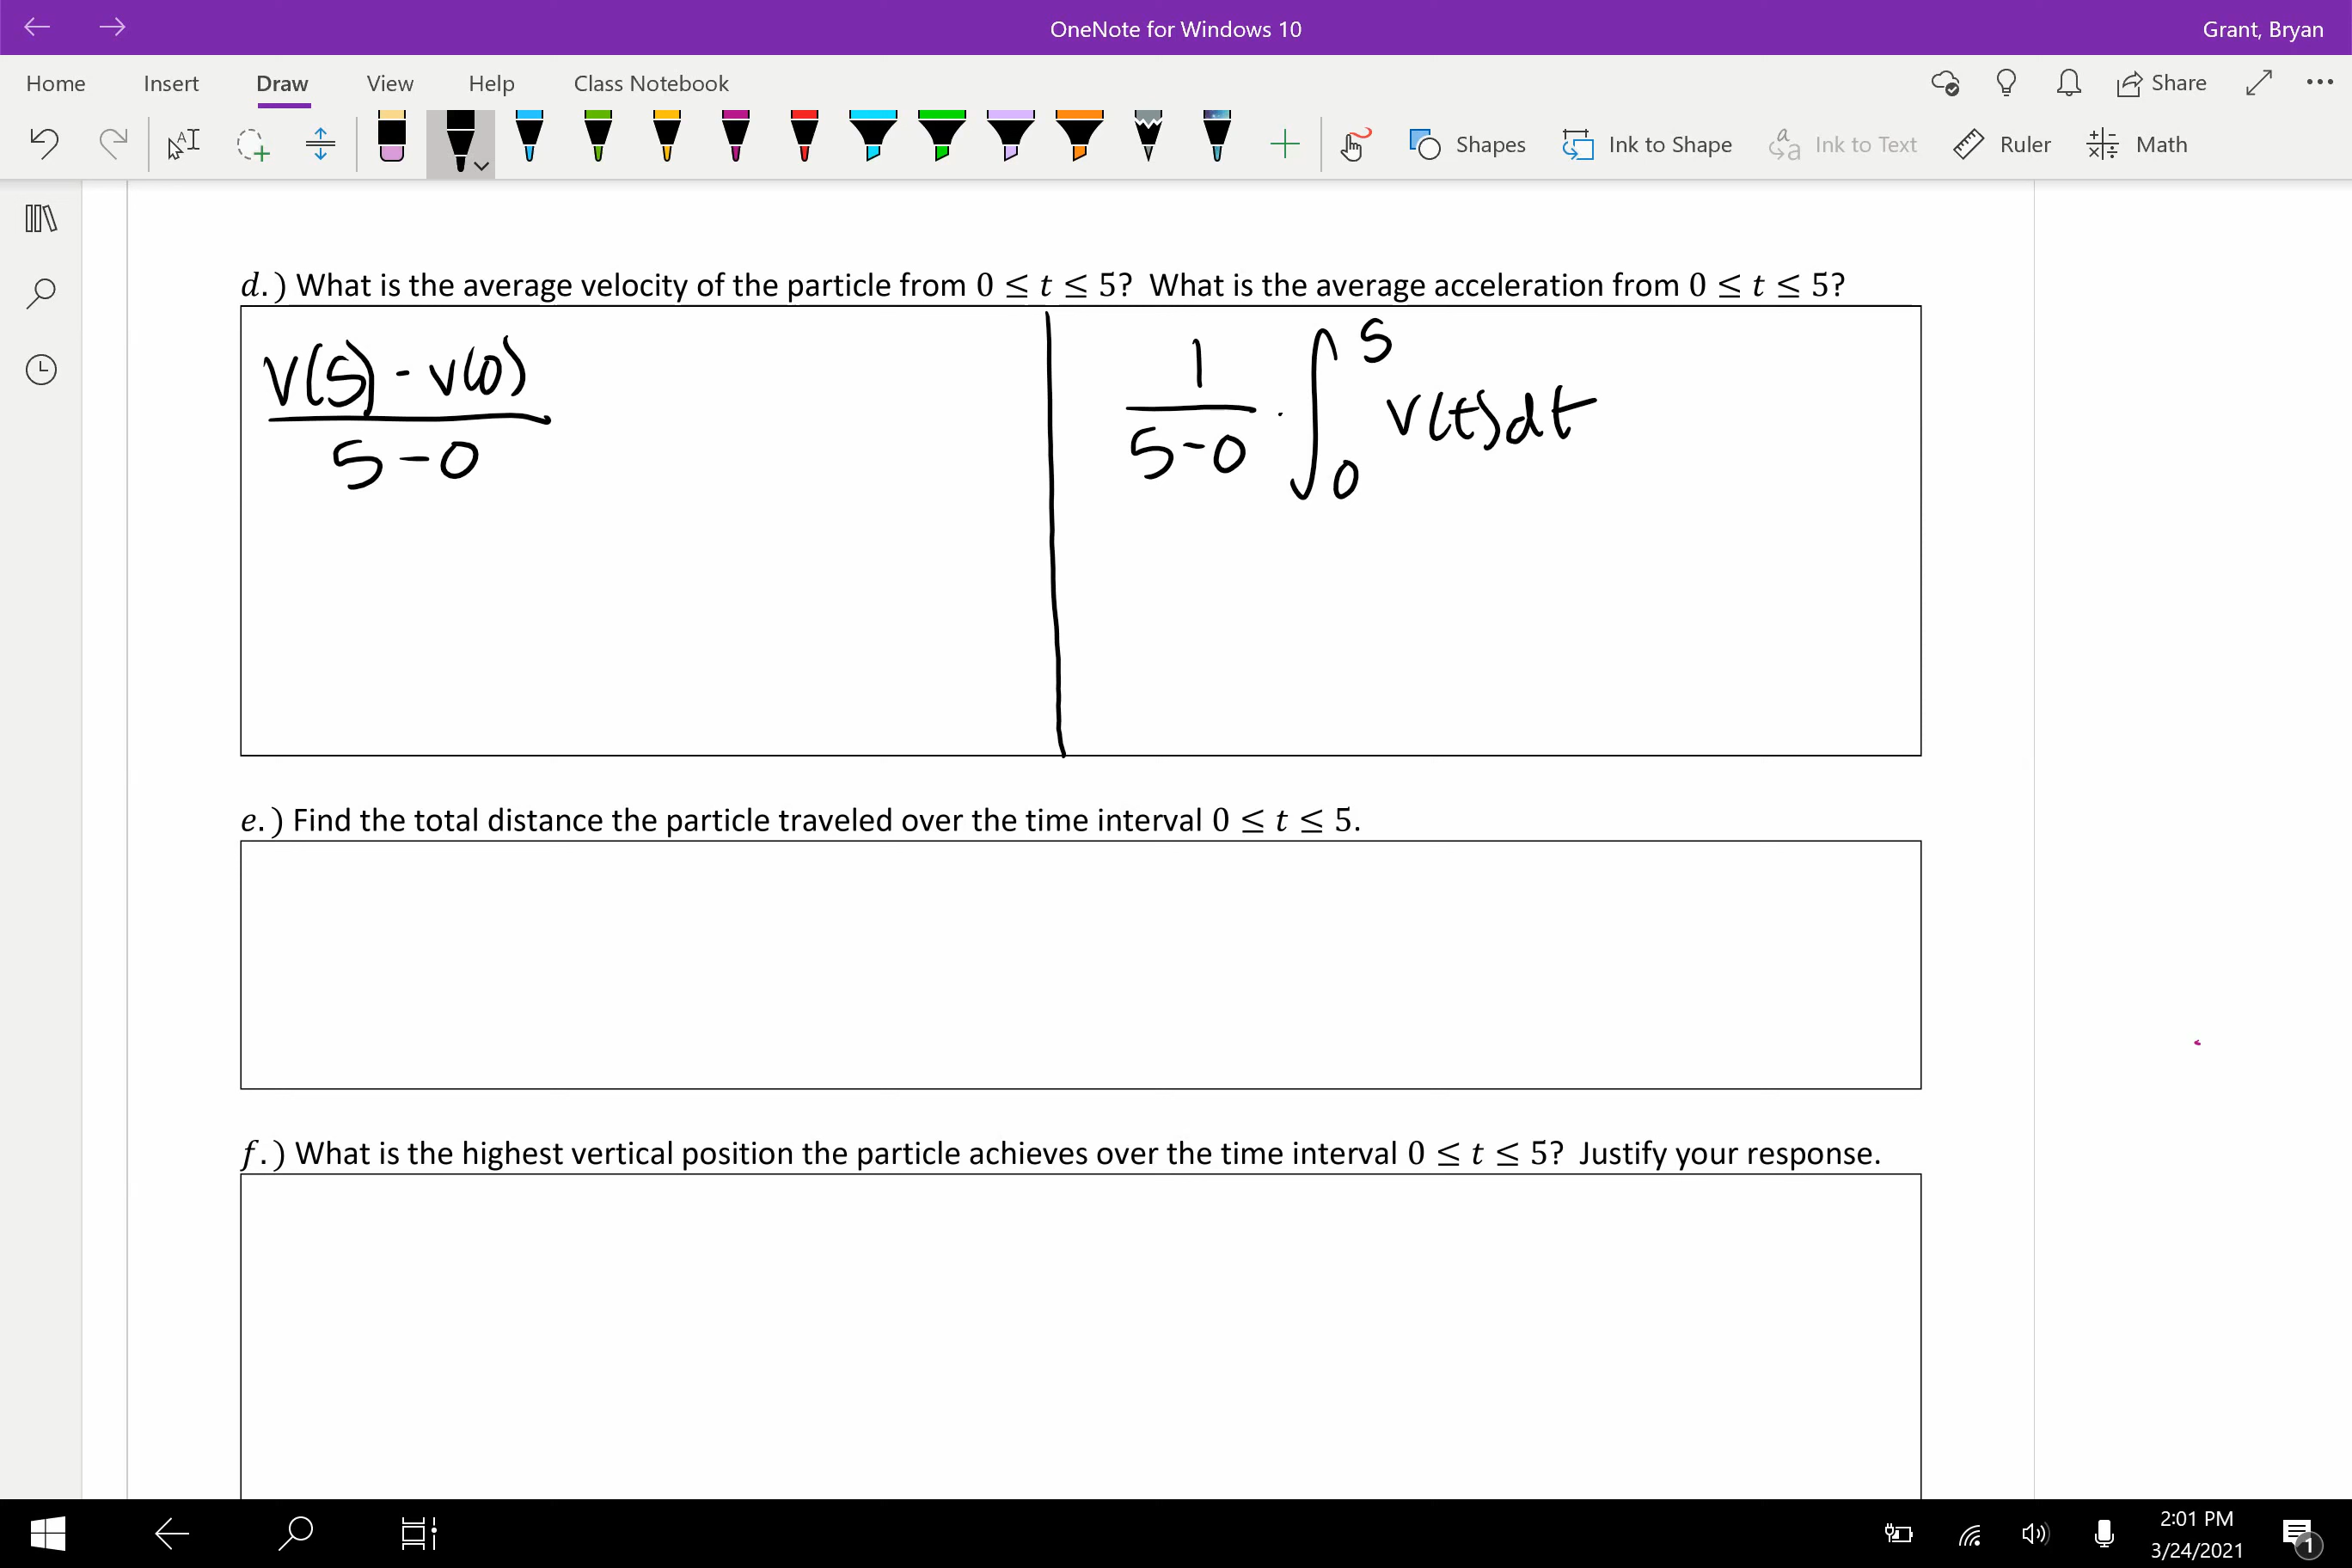 OneNote for Windows 10
Grant, Bryan
Home Insert Draw View Help Class Notebook Share
Shapes Ink to Shape Ink to Text Ruler Math
d.) What is the average velocity of the particle from 0 ≤ t ≤ 5? What is the average acceleration from 0 ≤ t ≤ 5?
v(5) - v(0)
5 - 0
1
5-0
· ∫
5
0
v(t)dt
e.) Find the total distance the particle traveled over the time interval 0 ≤ t ≤ 5.
f.) What is the highest vertical position the particle achieves over the time interval 0 ≤ t ≤ 5? Justify your response.
2:01 PM
3/24/2021
1